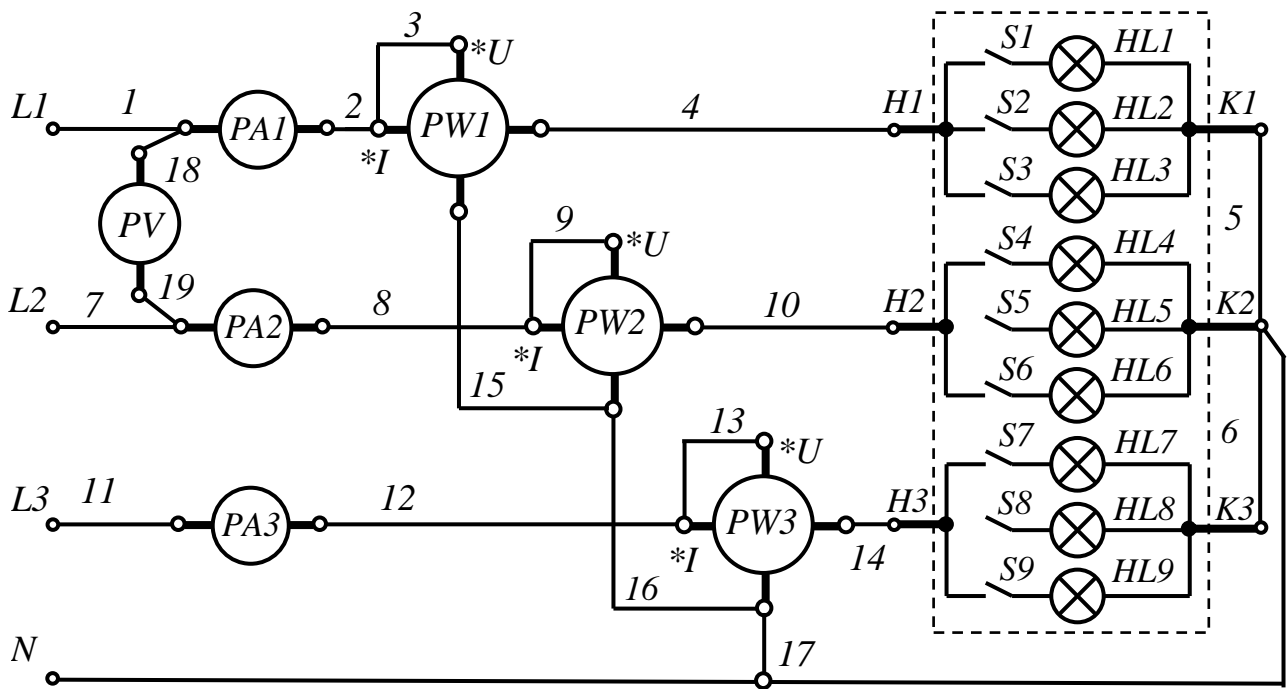 3 *U S1 HL1
L1 1 PA1 2 PW1 4 H1 S2 HL2 K1
*I
18 S3 HL3
PV 9 *U S4 HL4 5
L2 7 19 PA2 8 PW2 10 H2 S5 HL5 K2
*I
15 S6 HL6
13 *U S7 HL7 6
L3 11 PA3 12 PW3 14 H3 S8 HL8 K3
*I
16 S9 HL9
N 17